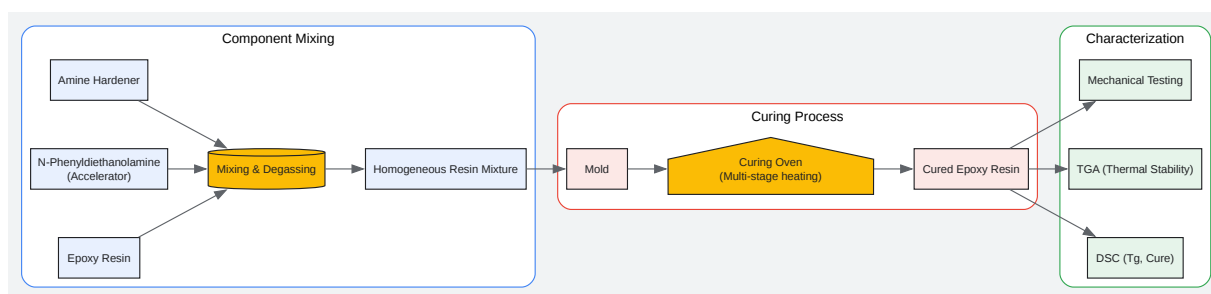 Component Mixing
Amine Hardener
N-Phenyldiethanolamine
(Accelerator)
Epoxy Resin
Mixing & Degassing
Homogeneous Resin Mixture
Curing Process
Mold
Curing Oven
(Multi-stage heating)
Cured Epoxy Resin
Characterization
Mechanical Testing
TGA (Thermal Stability)
DSC (Tg, Cure)